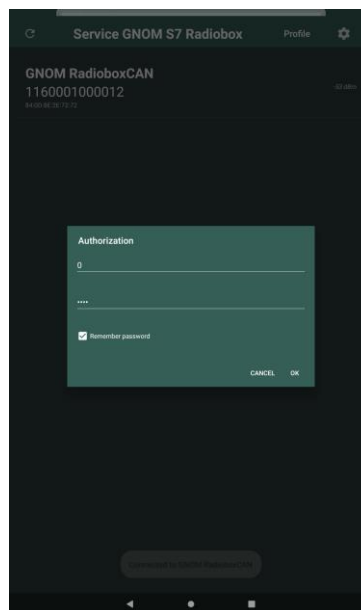 Service GNOM S7 Radiobox Profile
GNOM RadioboxCAN
1160001000012
Authorization
0
••••
Remember password
CANCEL OK